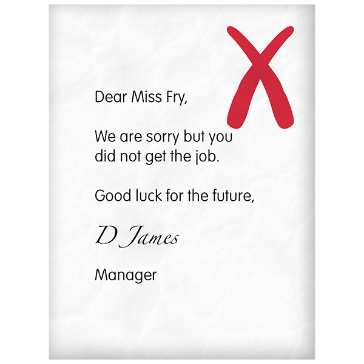 Dear Miss Fry,
We are sorry but you
did not get the job.
Good luck for the future,
D James
Manager